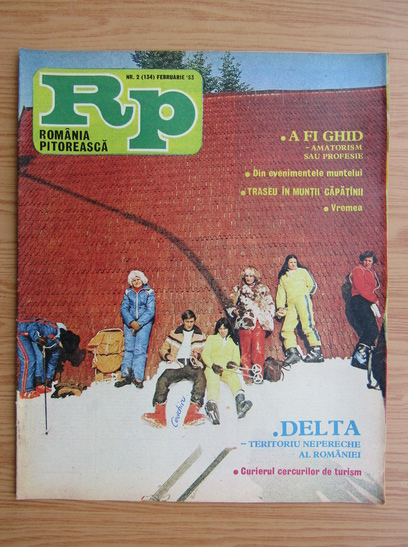 NR. 2 (134) FEBRUARIE '83
Rp
ROMÂNIA
PITOREASCĂ
• A FI GHID
– AMATORISM
SAU PROFESIE
• Din evenimentele muntelui
• TRASEU ÎN MUNȚII CĂPĂȚÎNII
• Vremea
• DELTA
– TERITORIU NEPERECHE
AL ROMÂNIEI
• Curierul cercurilor de turism